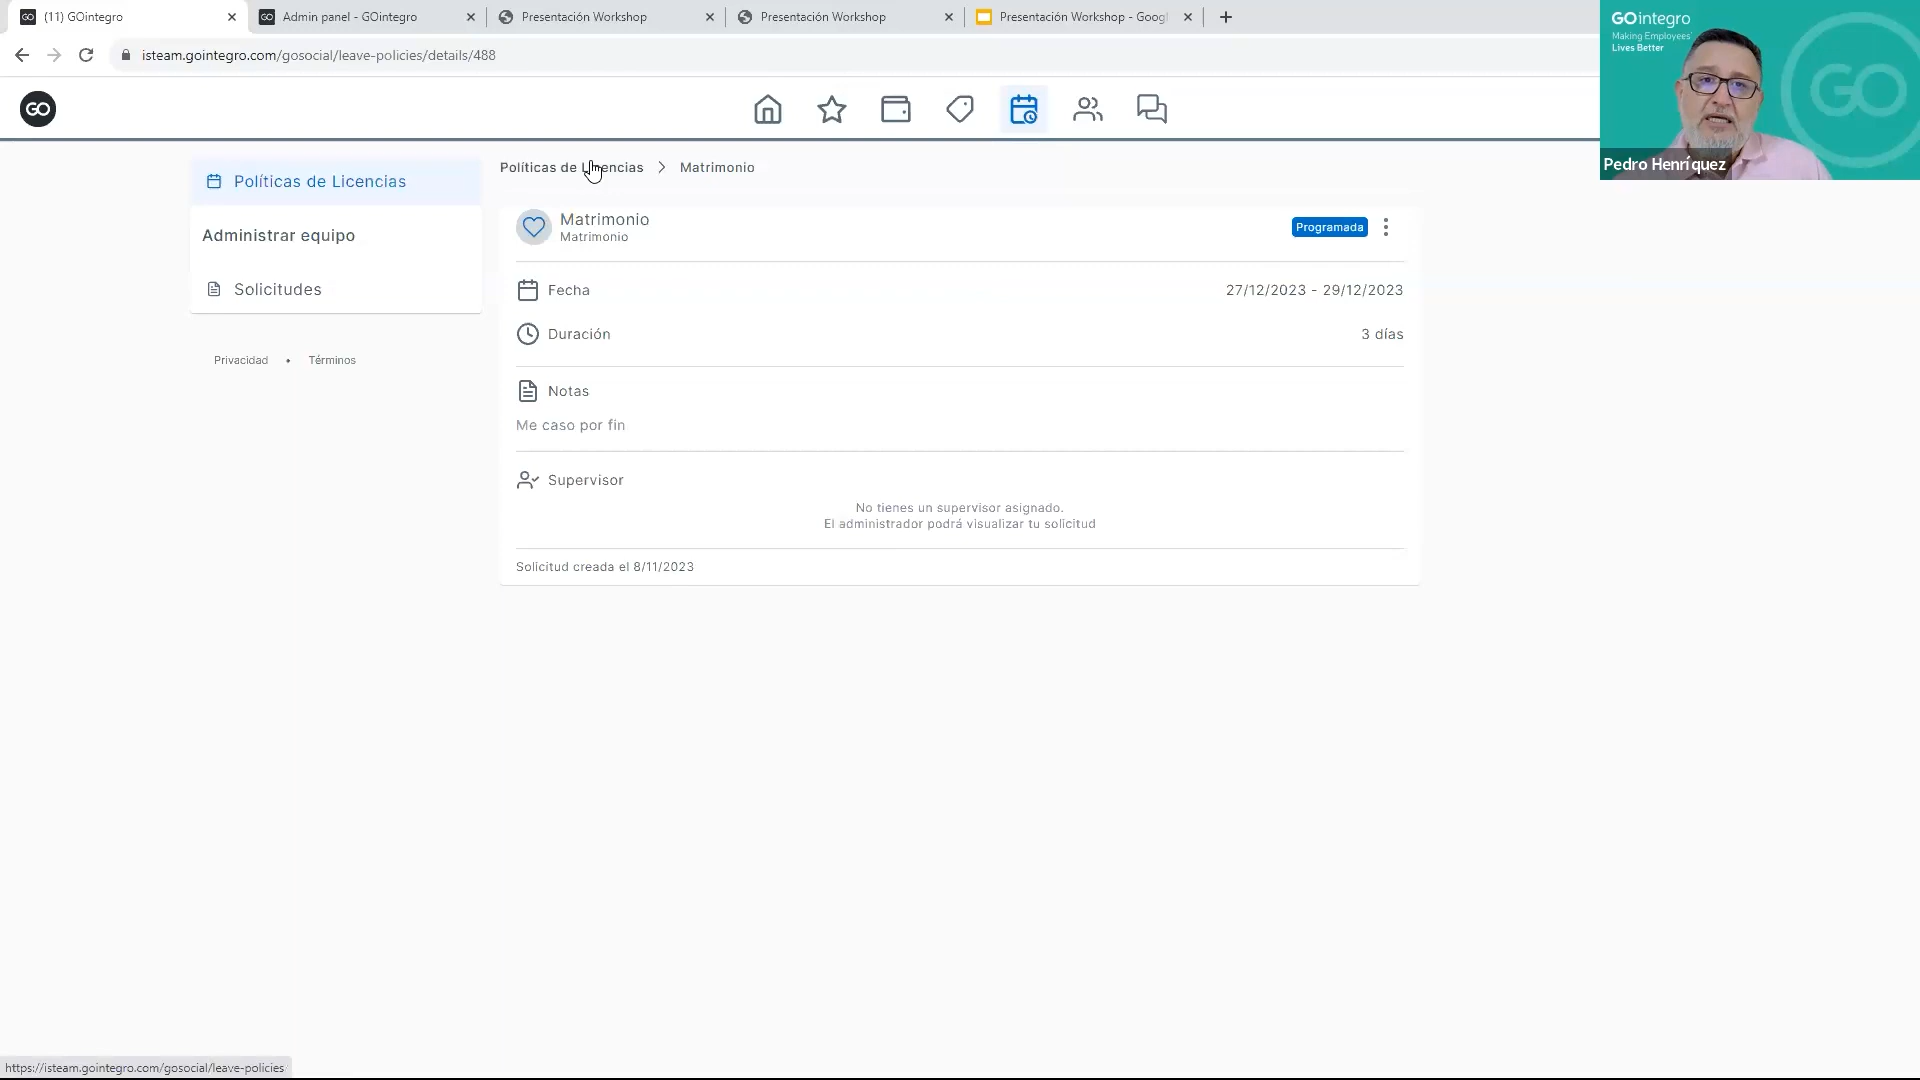 (11) GOintegro
Admin panel - GOintegro
Presentación Workshop
Presentación Workshop
Presentación Workshop - Goog
isteam.gointegro.com/gosocial/leave-policies/details/488
GO
GOintegro
Making Employees'
Lives Better
GO
Pedro Henríquez
Políticas de Licencias
Administrar equipo
Solicitudes
Privacidad • Términos
Políticas de Licencias > Matrimonio
Matrimonio
Matrimonio
Programada
Fecha
27/12/2023 - 29/12/2023
Duración
3 días
Notas
Me caso por fin
Supervisor
No tienes un supervisor asignado.
El administrador podrá visualizar tu solicitud
Solicitud creada el 8/11/2023
https://isteam.gointegro.com/gosocial/leave-policies